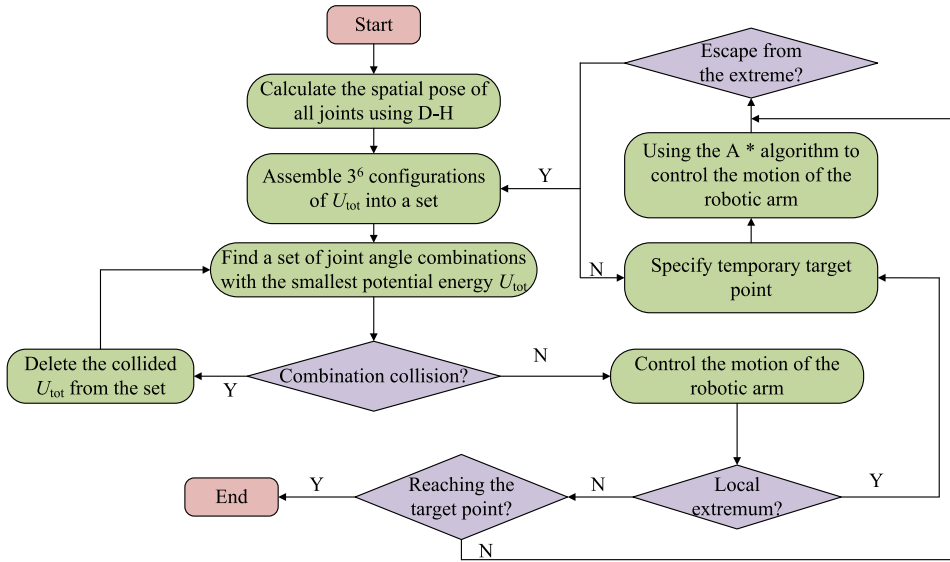 Start
Calculate the spatial pose of
all joints using D-H
Assemble 3⁶ configurations
of U_tot into a set
Find a set of joint angle combinations
with the smallest potential energy U_tot
Combination collision?
Y
Delete the collided
U_tot from the set
N
Control the motion of the
robotic arm
Local
extremum?
Y
N
Reaching the
target point?
Y
End
N
Escape from
the extreme?
Y
N
Using the A * algorithm to
control the motion of the
robotic arm
Specify temporary target
point